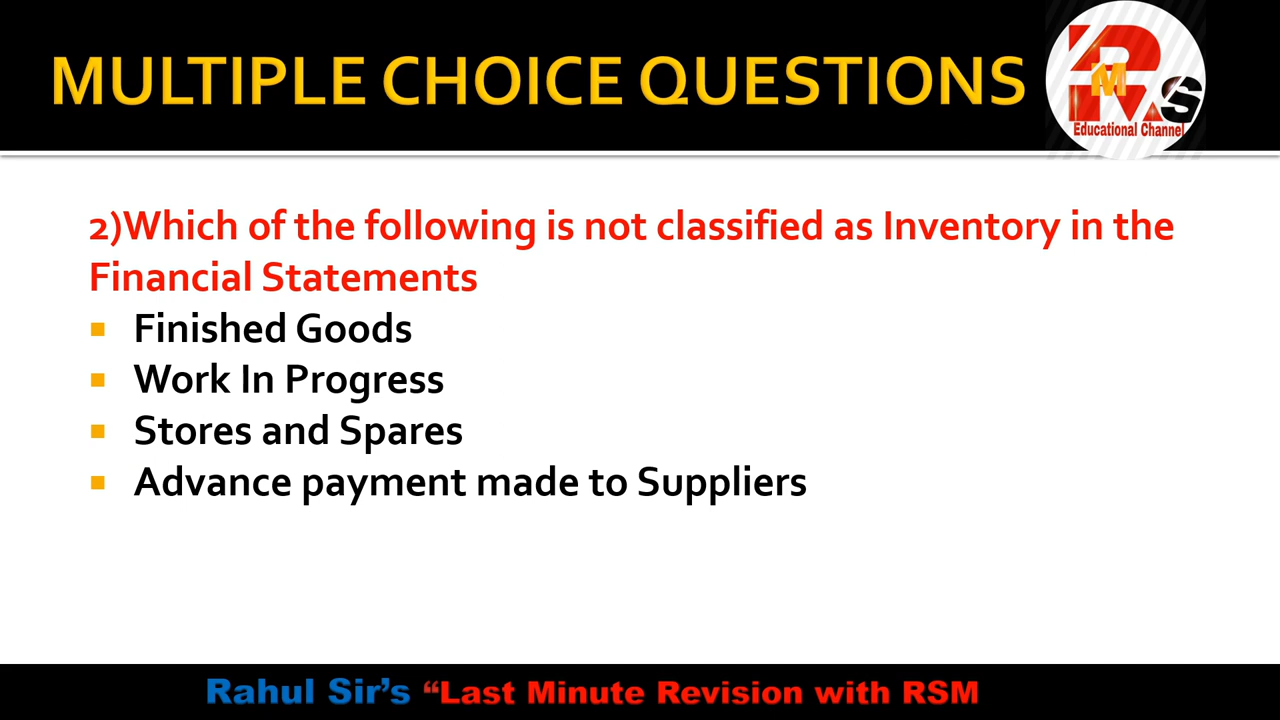 MULTIPLE CHOICE QUESTIONS
RMS
Educational Channel
2)Which of the following is not classified as Inventory in the
Financial Statements
Finished Goods
Work In Progress
Stores and Spares
Advance payment made to Suppliers
Rahul Sir's “Last Minute Revision with RSM